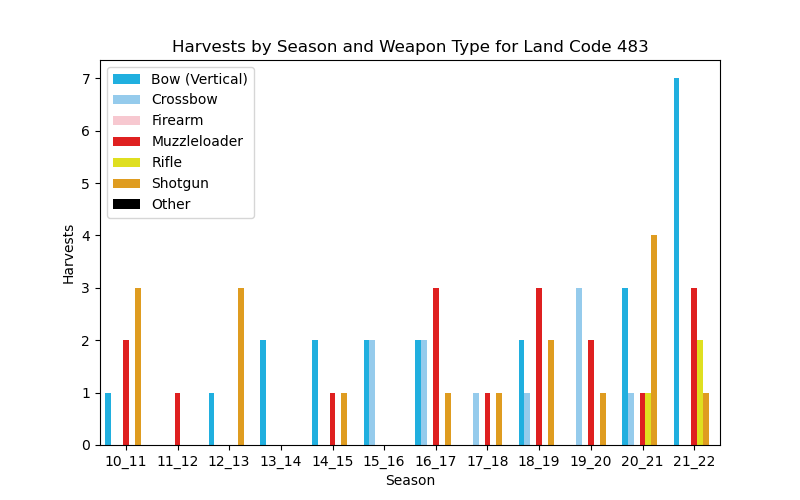 Harvests by Season and Weapon Type for Land Code 483
Bow (Vertical)
Crossbow
Firearm
Muzzleloader
Rifle
Shotgun
Other
7
6
5
4
3
2
1
0
Harvests
10_11 11_12 12_13 13_14 14_15 15_16 16_17 17_18 18_19 19_20 20_21 21_22
Season